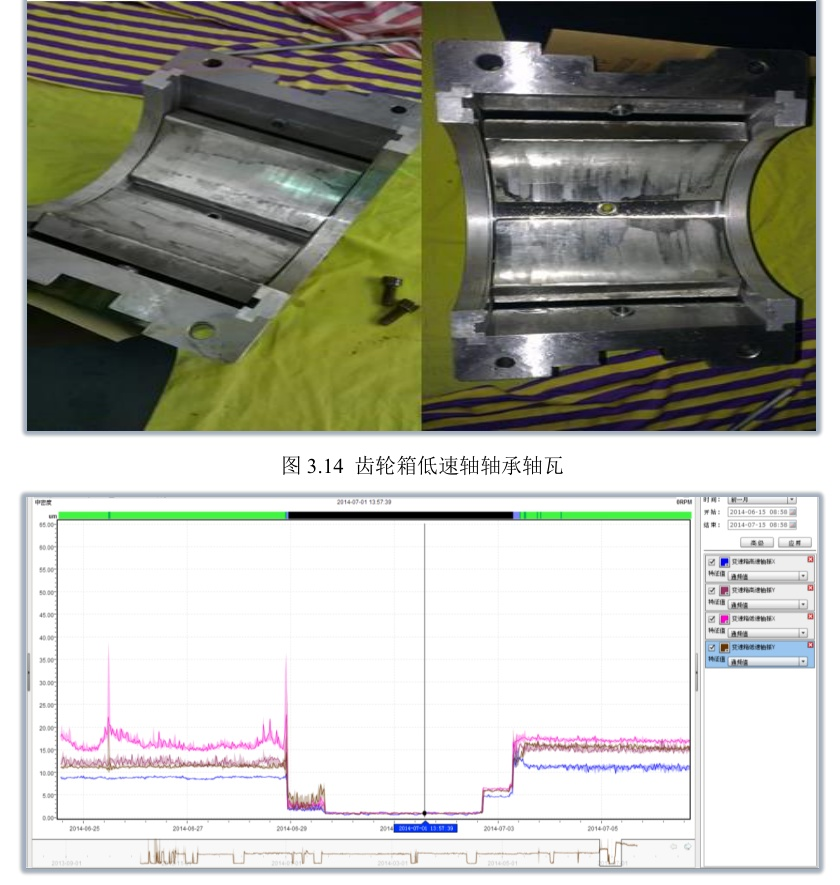 图 3.14 齿轮箱低速轴轴承轴瓦
中密度
2014-07-01 13:57:39
0RPM
um
65.00
60.00
55.00
50.00
45.00
40.00
35.00
30.00
25.00
20.00
15.00
10.00
5.00
0.00
2014-06-25
2014-06-27
2014-06-29
2014-07-01 13:57:39
2014-07-03
2014-07-05
时间: 前一月
开始: 2014-06-15 08:58
结束: 2014-07-15 08:58
应用
变速箱高速轴振X
特征值 通频值
变速箱高速轴振Y
特征值 通频值
变速箱低速轴振X
特征值 通频值
变速箱低速轴振Y
特征值 通频值
2013-09-01
2014-03-01
2014-05-01